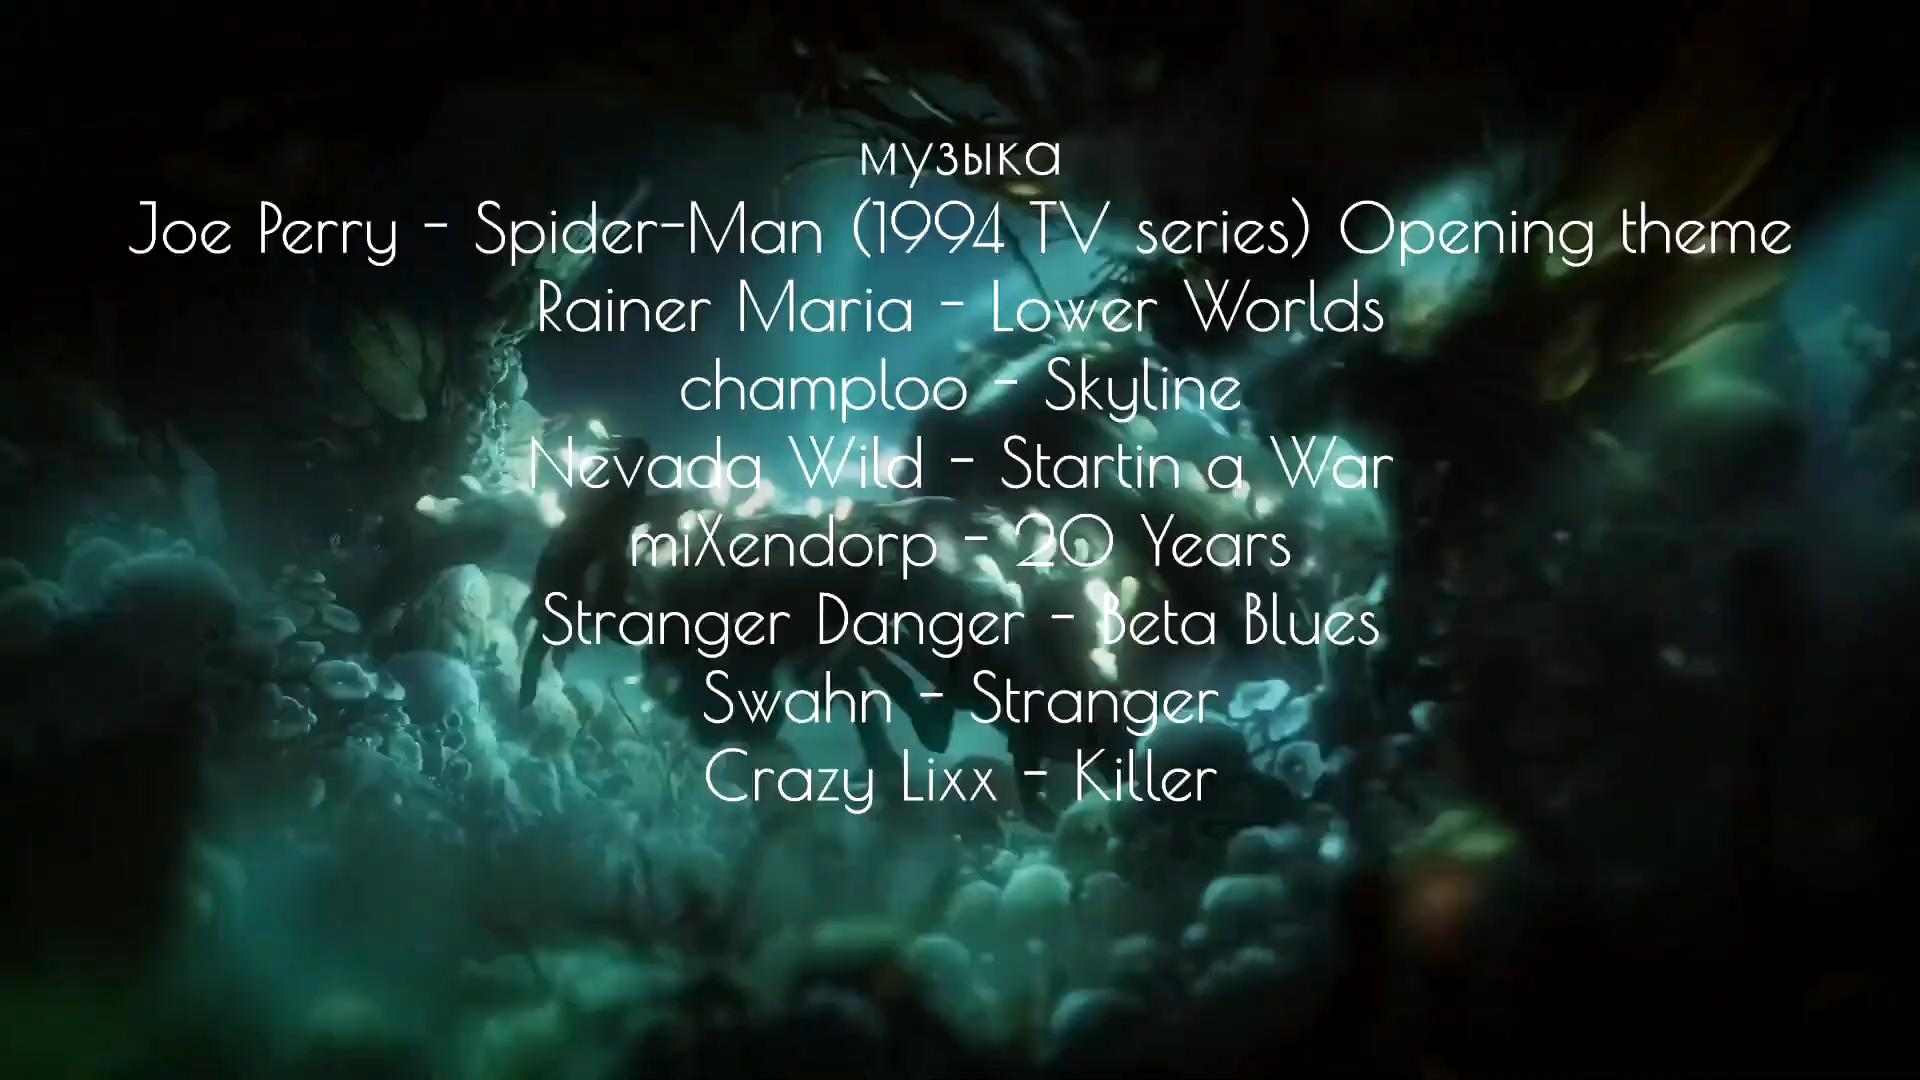 музыка
Joe Perry - Spider-Man (1994 TV series) Opening theme
Rainer Maria - Lower Worlds
champloo - Skyline
Nevada Wild - Startin a War
miXendorp - 20 Years
Stranger Danger - Beta Blues
Swahn - Stranger
Crazy Lixx - Killer